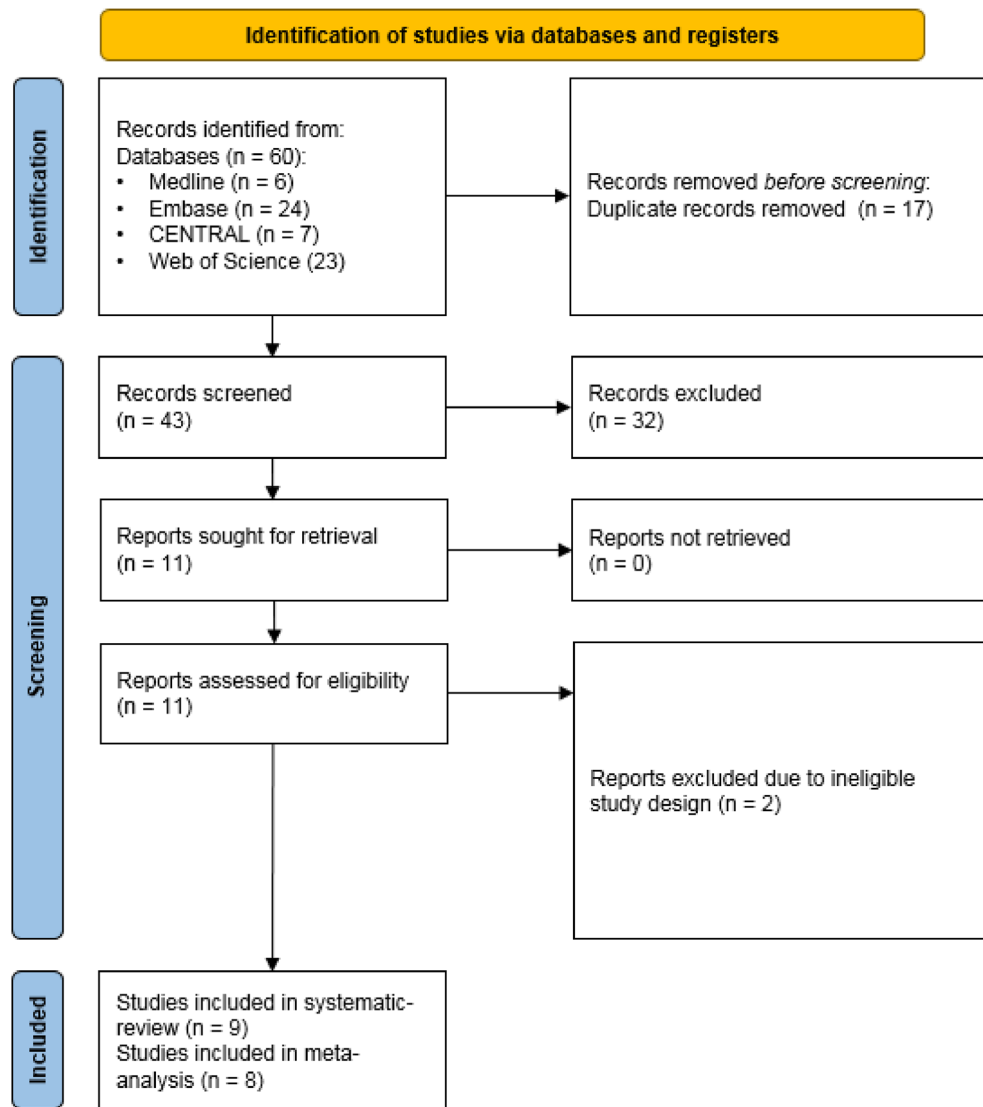 Identification of studies via databases and registers
Identification
Records identified from:
Databases (n = 60):
• Medline (n = 6)
• Embase (n = 24)
• CENTRAL (n = 7)
• Web of Science (23)
Records removed before screening:
Duplicate records removed (n = 17)
Screening
Records screened
(n = 43)
Records excluded
(n = 32)
Reports sought for retrieval
(n = 11)
Reports not retrieved
(n = 0)
Reports assessed for eligibility
(n = 11)
Reports excluded due to ineligible
study design (n = 2)
Included
Studies included in systematic-
review (n = 9)
Studies included in meta-
analysis (n = 8)